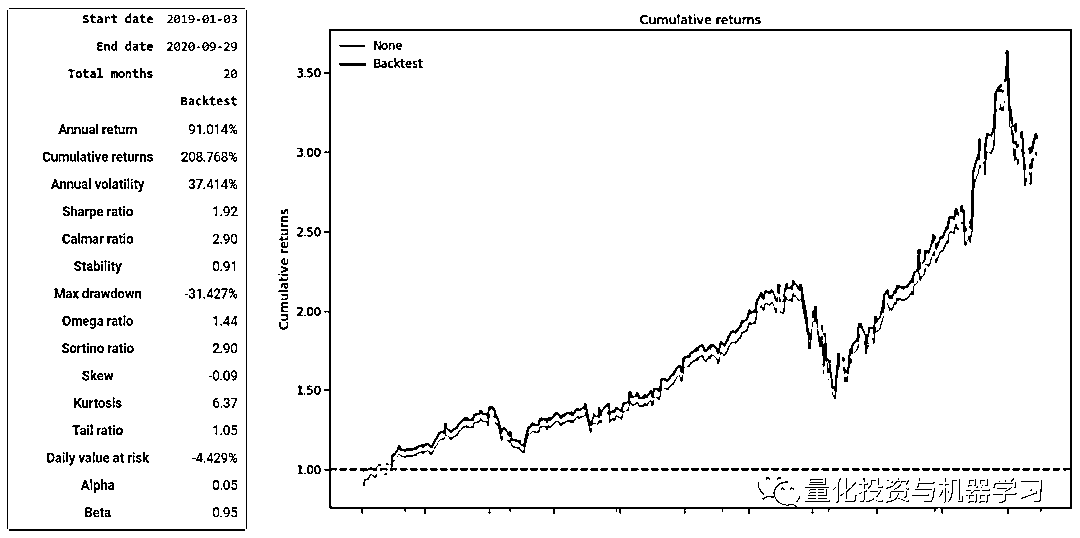 Start date 2019-01-03
End date 2020-09-29
Total months 20
Backtest
Annual return 91.014%
Cumulative returns 208.768%
Annual volatility 37.414%
Sharpe ratio 1.92
Calmar ratio 2.90
Stability 0.91
Max drawdown -31.427%
Omega ratio 1.44
Sortino ratio 2.90
Skew -0.09
Kurtosis 6.37
Tail ratio 1.05
Daily value at risk -4.429%
Alpha 0.05
Beta 0.95
Cumulative returns
None
Backtest
Cumulative returns
3.50
3.00
2.50
2.00
1.50
1.00
量化投资与机器学习